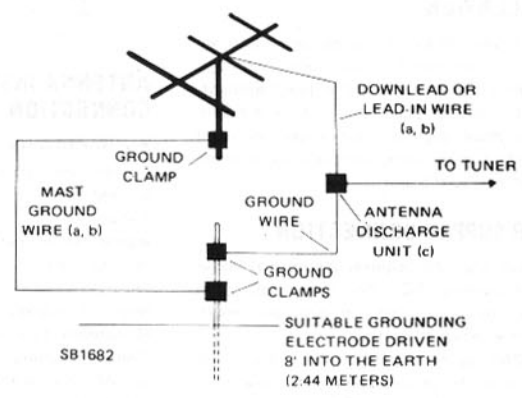 DOWNLEAD OR
LEAD-IN WIRE
(a, b)
GROUND
CLAMP
TO TUNER
MAST
GROUND
WIRE (a, b)
GROUND
WIRE
ANTENNA
DISCHARGE
UNIT (c)
GROUND
CLAMPS
SUITABLE GROUNDING
ELECTRODE DRIVEN
8' INTO THE EARTH
(2.44 METERS)
SB1682